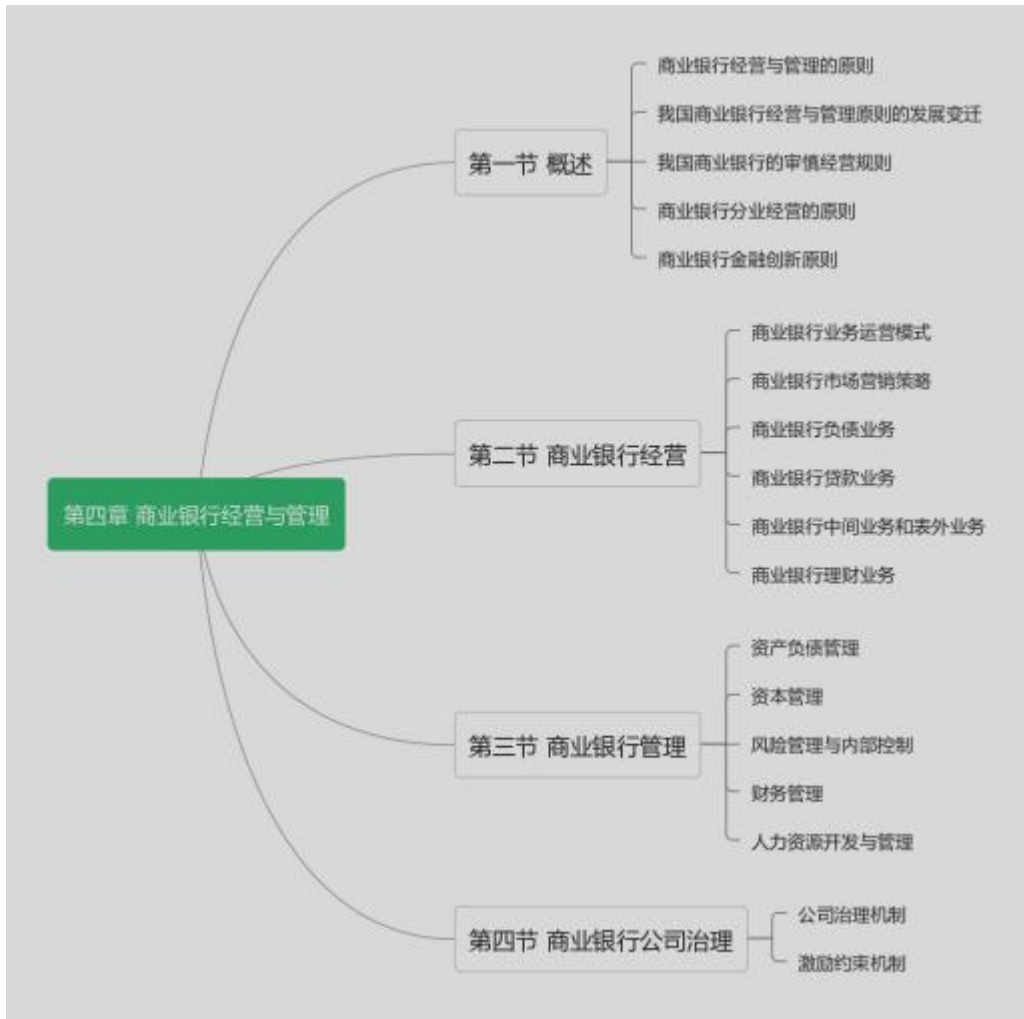 第四章 商业银行经营与管理
第一节 概述
商业银行经营与管理的原则
我国商业银行经营与管理原则的发展变迁
我国商业银行的审慎经营规则
商业银行分业经营的原则
商业银行金融创新原则
第二节 商业银行经营
商业银行业务运营模式
商业银行市场营销策略
商业银行负债业务
商业银行贷款业务
商业银行中间业务和表外业务
商业银行理财业务
第三节 商业银行管理
资产负债管理
资本管理
风险管理与内部控制
财务管理
人力资源开发与管理
第四节 商业银行公司治理
公司治理机制
激励约束机制